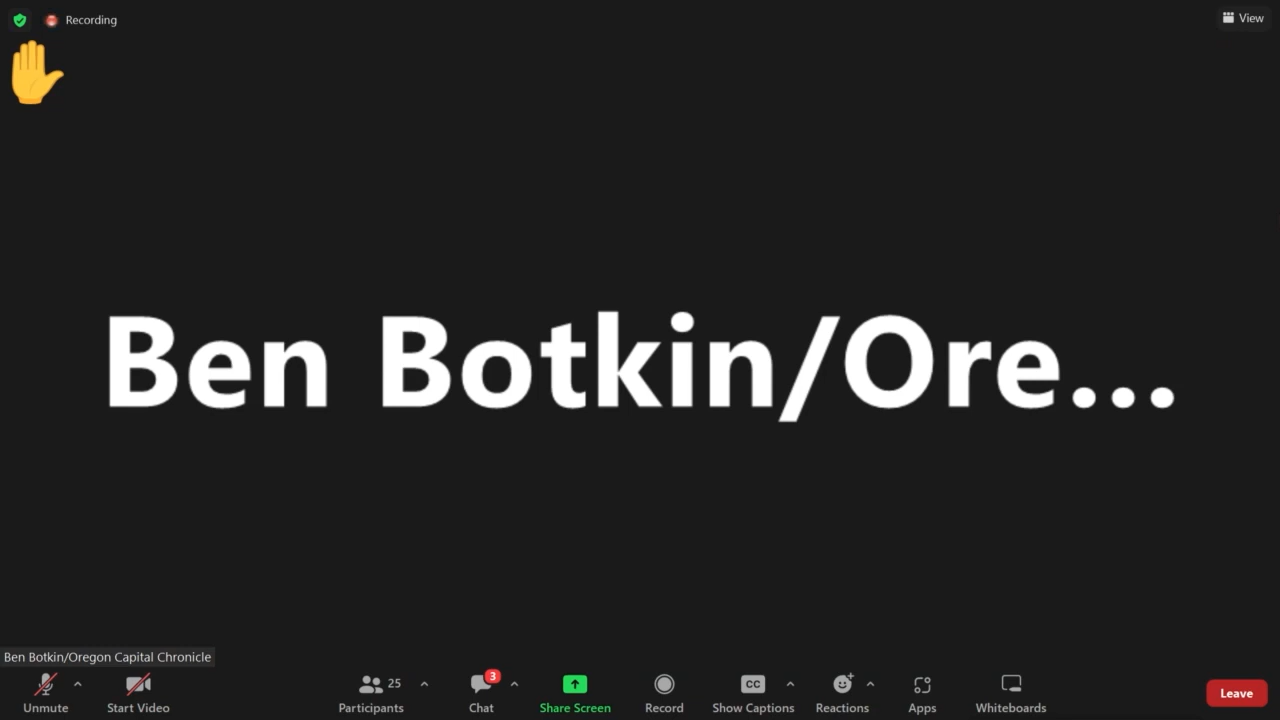 Recording
View
Ben Botkin/Ore...
Ben Botkin/Oregon Capital Chronicle
Unmute
Start Video
25
Participants
3
Chat
Share Screen
Record
CC
Show Captions
Reactions
Apps
Whiteboards
Leave